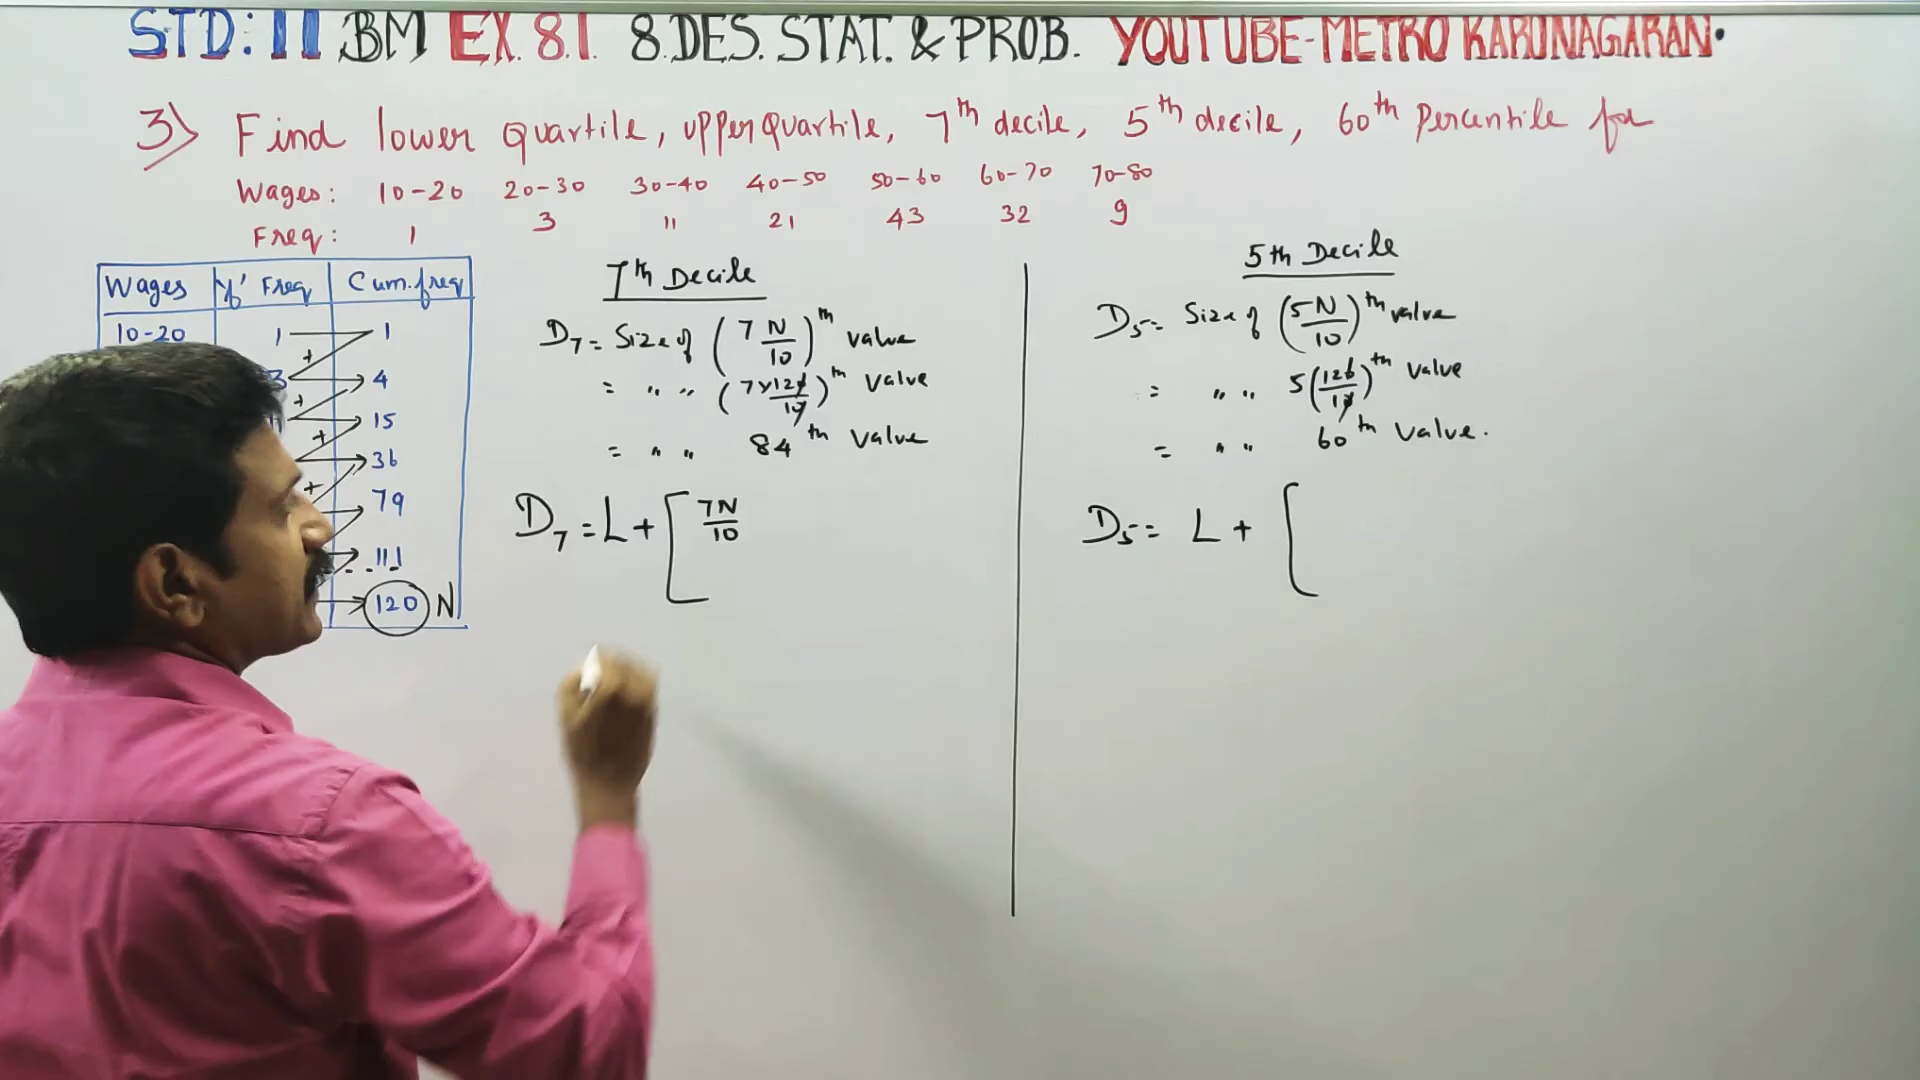 STD: 11 BM EX. 8.1. 8. DES. STAT. & PROB. YOUTUBE-METRO KARUNAGARAN.
3) Find lower quartile, upper quartile, 7th decile, 5th decile, 60th Percentile for
Wages: 10-20 20-30 30-40 40-50 50-60 60-70 70-80
Freq: 1 3 11 21 43 32 9
Wages 'f' Freq Cum.freq
10-20 1 1
3 + 4
+ 15
+ 36
+ 79
111
120 N
7th Decile
D7 = Size of (7 N/10)th value
= " " (7×120/10)th value
= " " 84th value
D7 = L + [ 7N/10
5th Decile
D5 = Size of (5N/10)th value
= " " 5(120/10)th value
= " " 60th value.
D5 = L + [